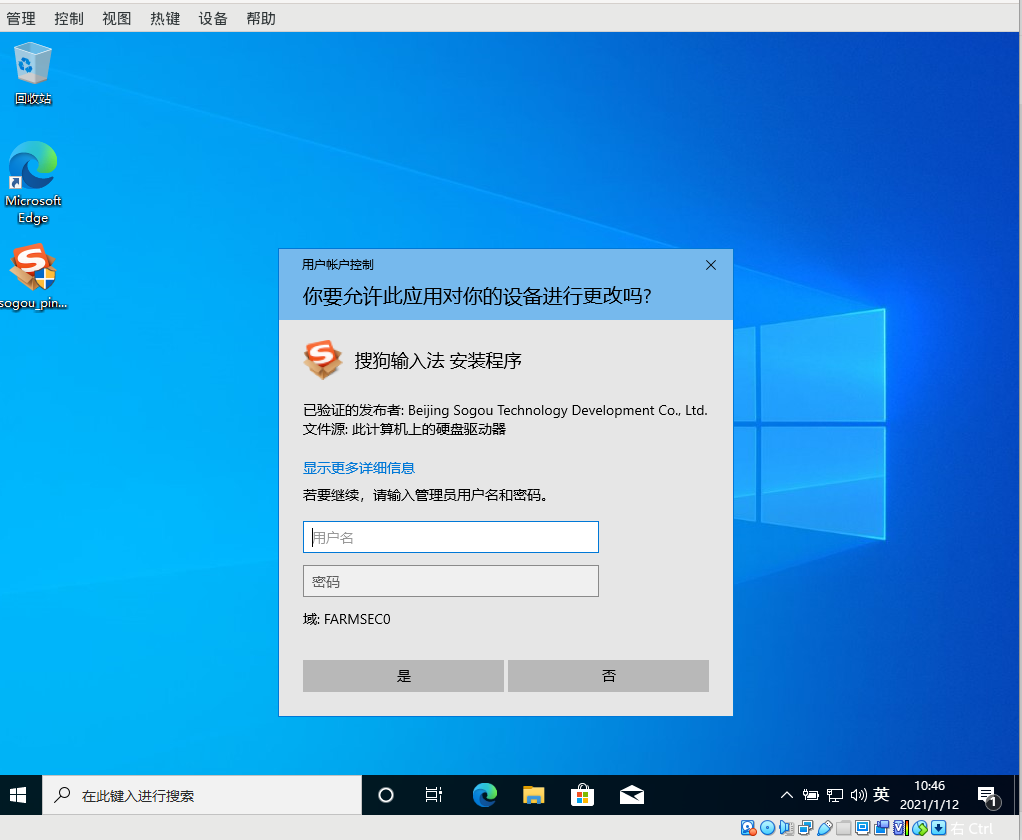 管理 控制 视图 热键 设备 帮助
回收站
Microsoft
Edge
sogou_pin...
用户帐户控制
你要允许此应用对你的设备进行更改吗?
搜狗输入法 安装程序
已验证的发布者: Beijing Sogou Technology Development Co., Ltd.
文件源: 此计算机上的硬盘驱动器
显示更多详细信息
若要继续，请输入管理员用户名和密码。
用户名
密码
域: FARMSEC0
是 否
在此键入进行搜索
英
10:46
2021/1/12
1
右 Ctrl